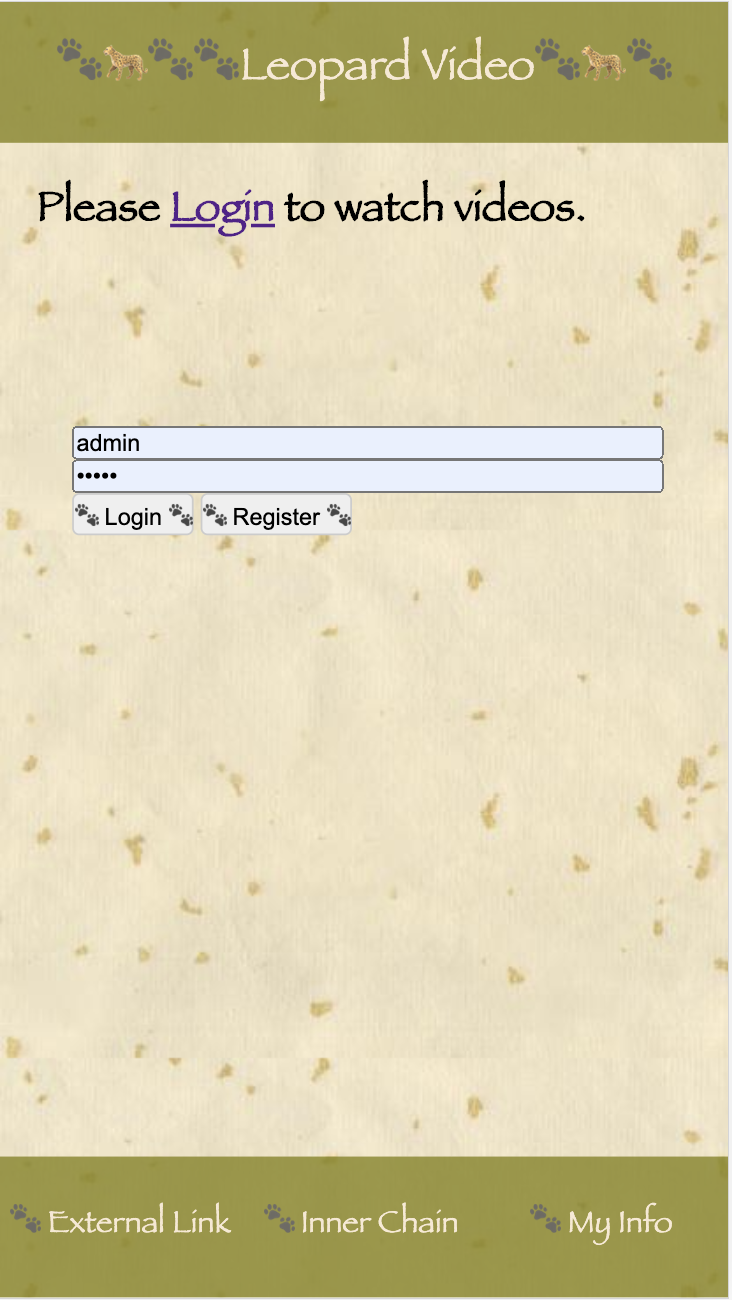 🐾🐆🐾🐾Leopard Video🐾🐆🐾
Please Login to watch videos.
admin
•••••
🐾 Login 🐾 🐾 Register 🐾
🐾 External Link 🐾 Inner Chain 🐾 My Info